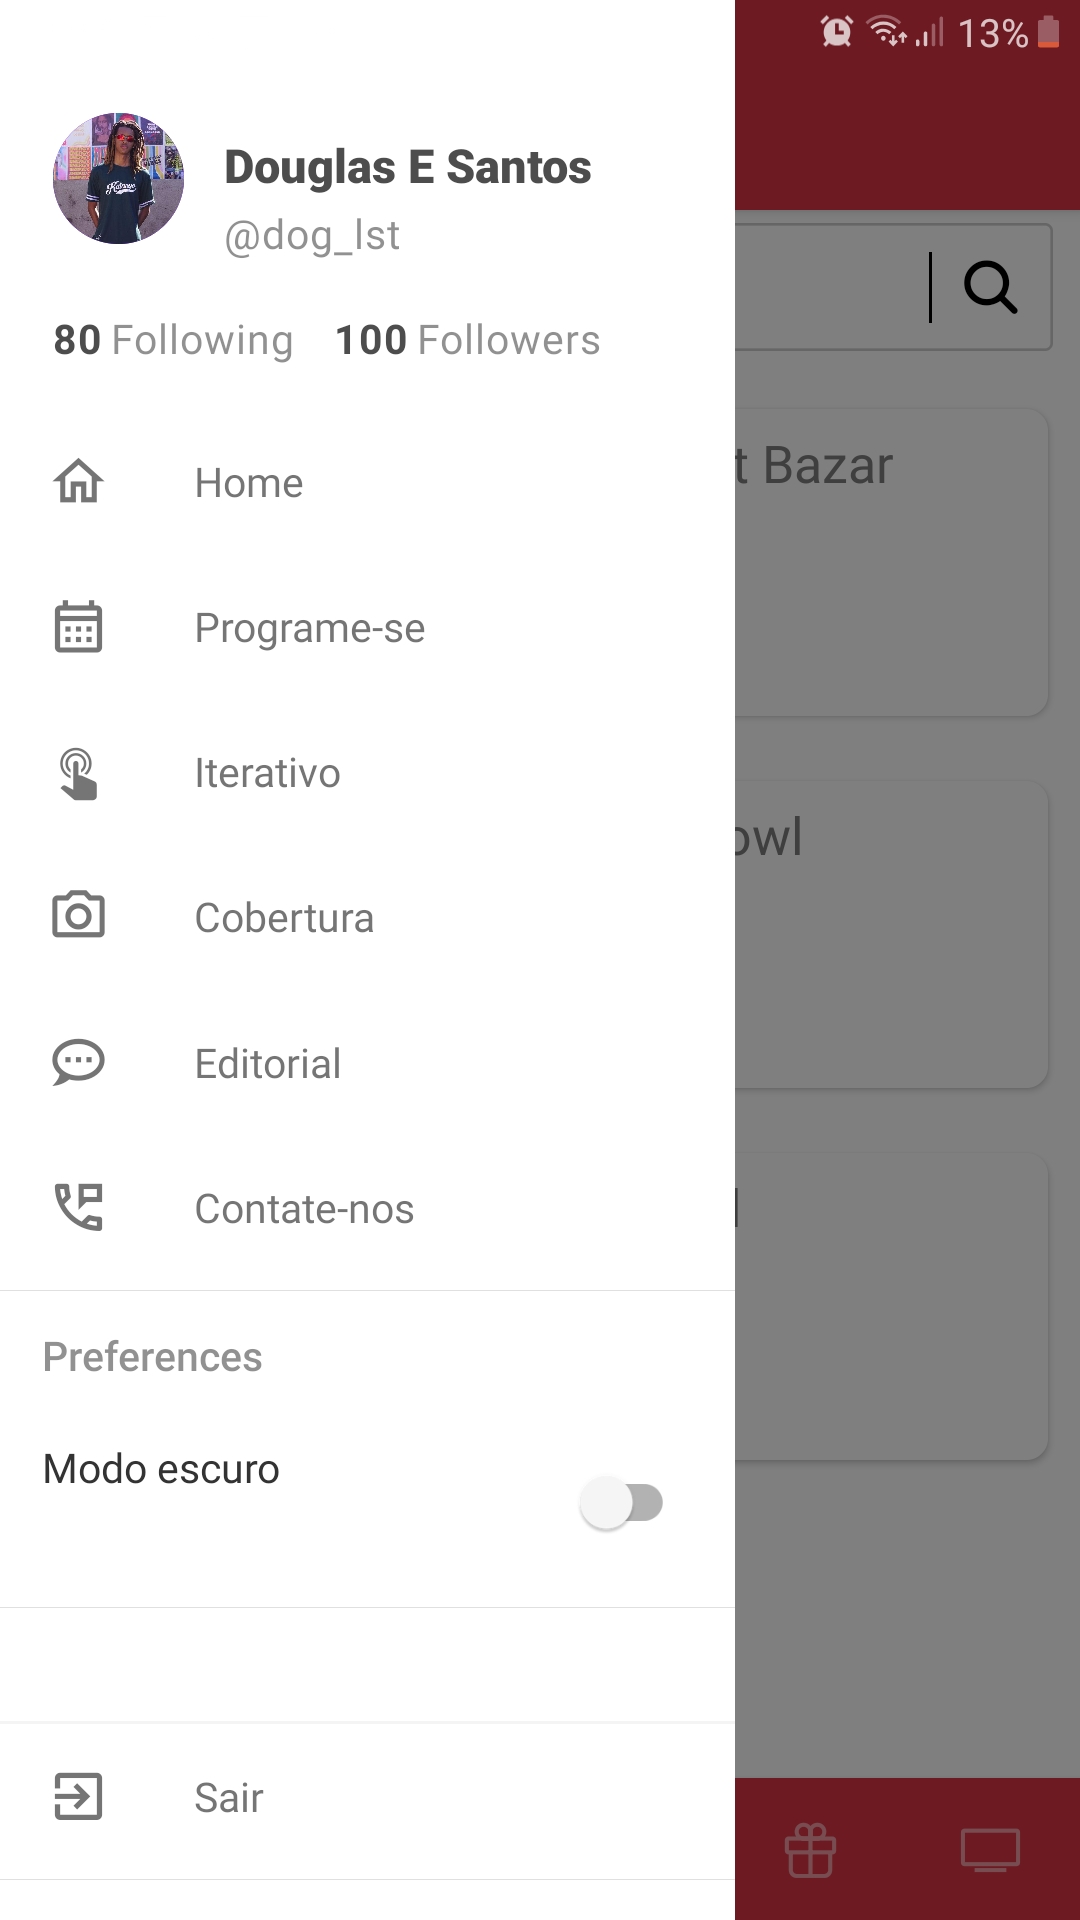 13%
Douglas E Santos
@dog_lst
80 Following 100 Followers
t Bazar
Home
Programe-se
Iterativo
owl
Cobertura
Editorial
Contate-nos
Preferences
Modo escuro
Sair